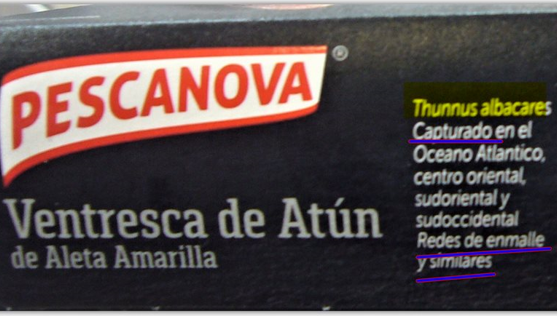 PESCANOVA ®
Ventresca de Atún
de Aleta Amarilla
Thunnus albacares
Capturado en el
Oceano Atlantico,
centro oriental,
sudoriental y
sudoccidental
Redes de enmalle
y similares